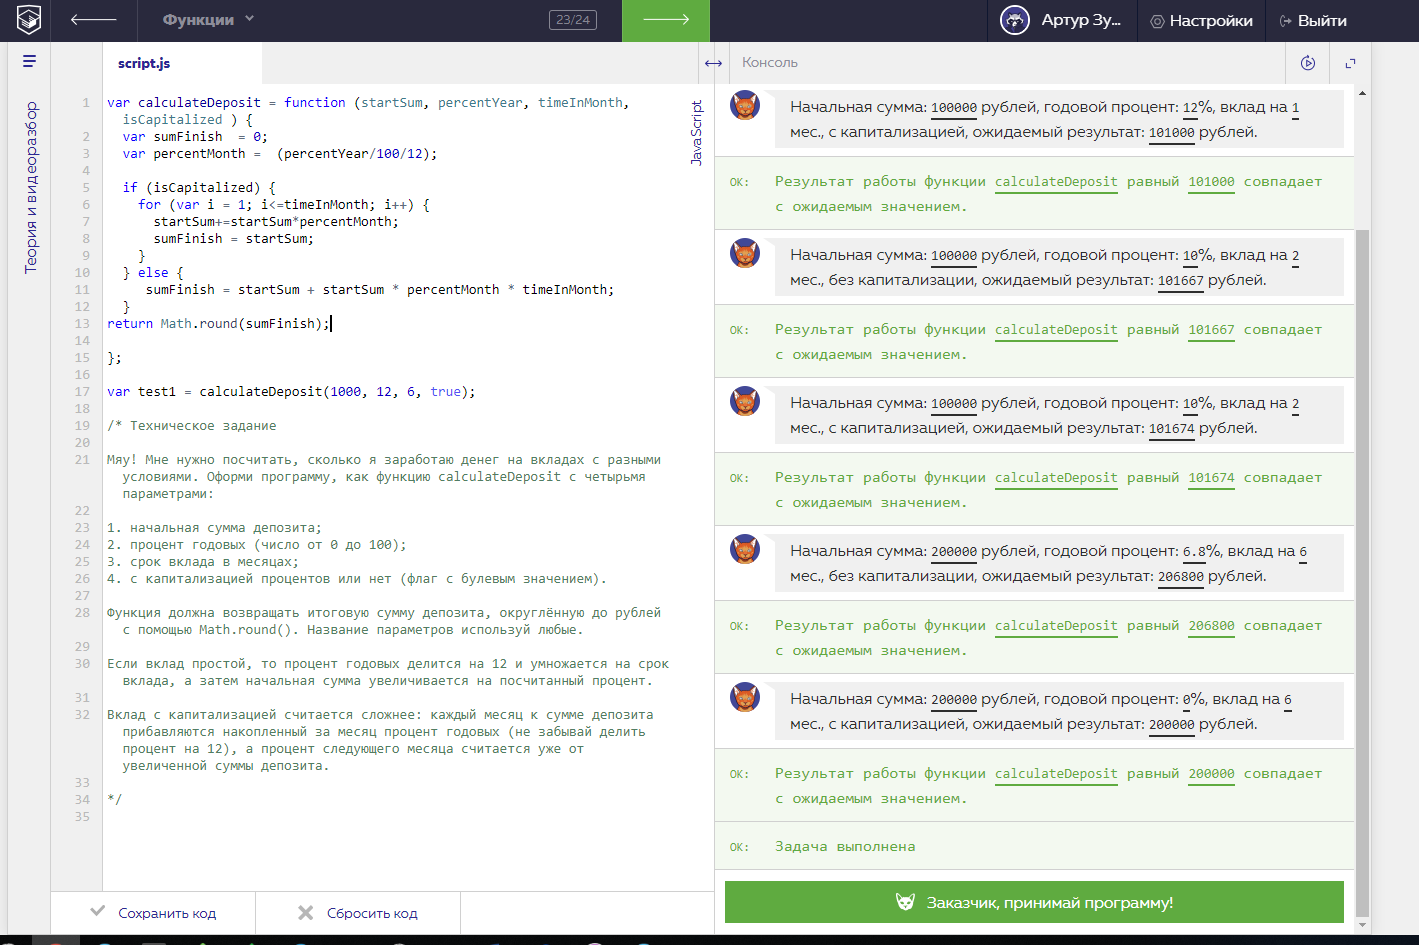 Функции
23/24
Артур Зу...
Настройки
Выйти
script.js
Консоль
Теория и видеоразбор
JavaScript
1 var calculateDeposit = function (startSum, percentYear, timeInMonth,
isCapitalized ) {
2 var sumFinish  = 0;
3 var percentMonth =  (percentYear/100/12);
4
5 if (isCapitalized) {
6 for (var i = 1; i<=timeInMonth; i++) {
7 startSum+=startSum*percentMonth;
8 sumFinish = startSum;
9 }
10 } else {
11 sumFinish = startSum + startSum * percentMonth * timeInMonth;
12 }
13 return Math.round(sumFinish);
14
15 };
16
17 var test1 = calculateDeposit(1000, 12, 6, true);
18
19 /* Техническое задание
20
21 Мяу! Мне нужно посчитать, сколько я заработаю денег на вкладах с разными
условиями. Оформи программу, как функцию calculateDeposit с четырьмя
параметрами:
22
23 1. начальная сумма депозита;
24 2. процент годовых (число от 0 до 100);
25 3. срок вклада в месяцах;
26 4. с капитализацией процентов или нет (флаг с булевым значением).
27
28 Функция должна возвращать итоговую сумму депозита, округлённую до рублей
с помощью Math.round(). Название параметров используй любые.
29
30 Если вклад простой, то процент годовых делится на 12 и умножается на срок
вклада, а затем начальная сумма увеличивается на посчитанный процент.
31
32 Вклад с капитализацией считается сложнее: каждый месяц к сумме депозита
прибавляются накопленный за месяц процент годовых (не забывай делить
процент на 12), а процент следующего месяца считается уже от
увеличенной суммы депозита.
33
34 */
35
Сохранить код
Сбросить код
Начальная сумма: 100000 рублей, годовой процент: 12%, вклад на 1
мес., с капитализацией, ожидаемый результат: 101000 рублей.
OK: Результат работы функции calculateDeposit равный 101000 совпадает
с ожидаемым значением.
Начальная сумма: 100000 рублей, годовой процент: 10%, вклад на 2
мес., без капитализации, ожидаемый результат: 101667 рублей.
OK: Результат работы функции calculateDeposit равный 101667 совпадает
с ожидаемым значением.
Начальная сумма: 100000 рублей, годовой процент: 10%, вклад на 2
мес., с капитализацией, ожидаемый результат: 101674 рублей.
OK: Результат работы функции calculateDeposit равный 101674 совпадает
с ожидаемым значением.
Начальная сумма: 200000 рублей, годовой процент: 6.8%, вклад на 6
мес., без капитализации, ожидаемый результат: 206800 рублей.
OK: Результат работы функции calculateDeposit равный 206800 совпадает
с ожидаемым значением.
Начальная сумма: 200000 рублей, годовой процент: 0%, вклад на 6
мес., с капитализацией, ожидаемый результат: 200000 рублей.
OK: Результат работы функции calculateDeposit равный 200000 совпадает
с ожидаемым значением.
OK: Задача выполнена
Заказчик, принимай программу!